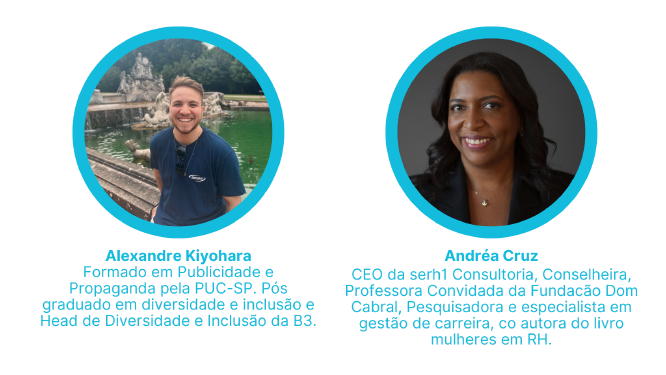 Alexandre Kiyohara
Formado em Publicidade e
Propaganda pela PUC-SP. Pós
graduado em diversidade e inclusão e
Head de Diversidade e Inclusão da B3.
Andréa Cruz
CEO da serh1 Consultoria, Conselheira,
Professora Convidada da Fundacão Dom
Cabral, Pesquisadora e especialista em
gestão de carreira, co autora do livro
mulheres em RH.